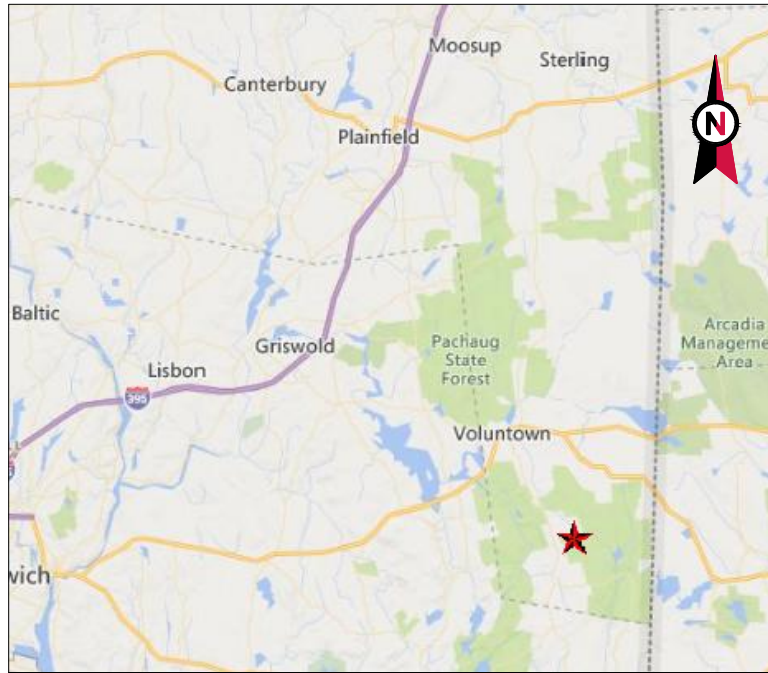 Moosup
Sterling
Canterbury
N
Plainfield
Baltic
Arcadia
Manageme
Area
Griswold
Pachaug
State
Forest
Lisbon
395
Voluntown
wich